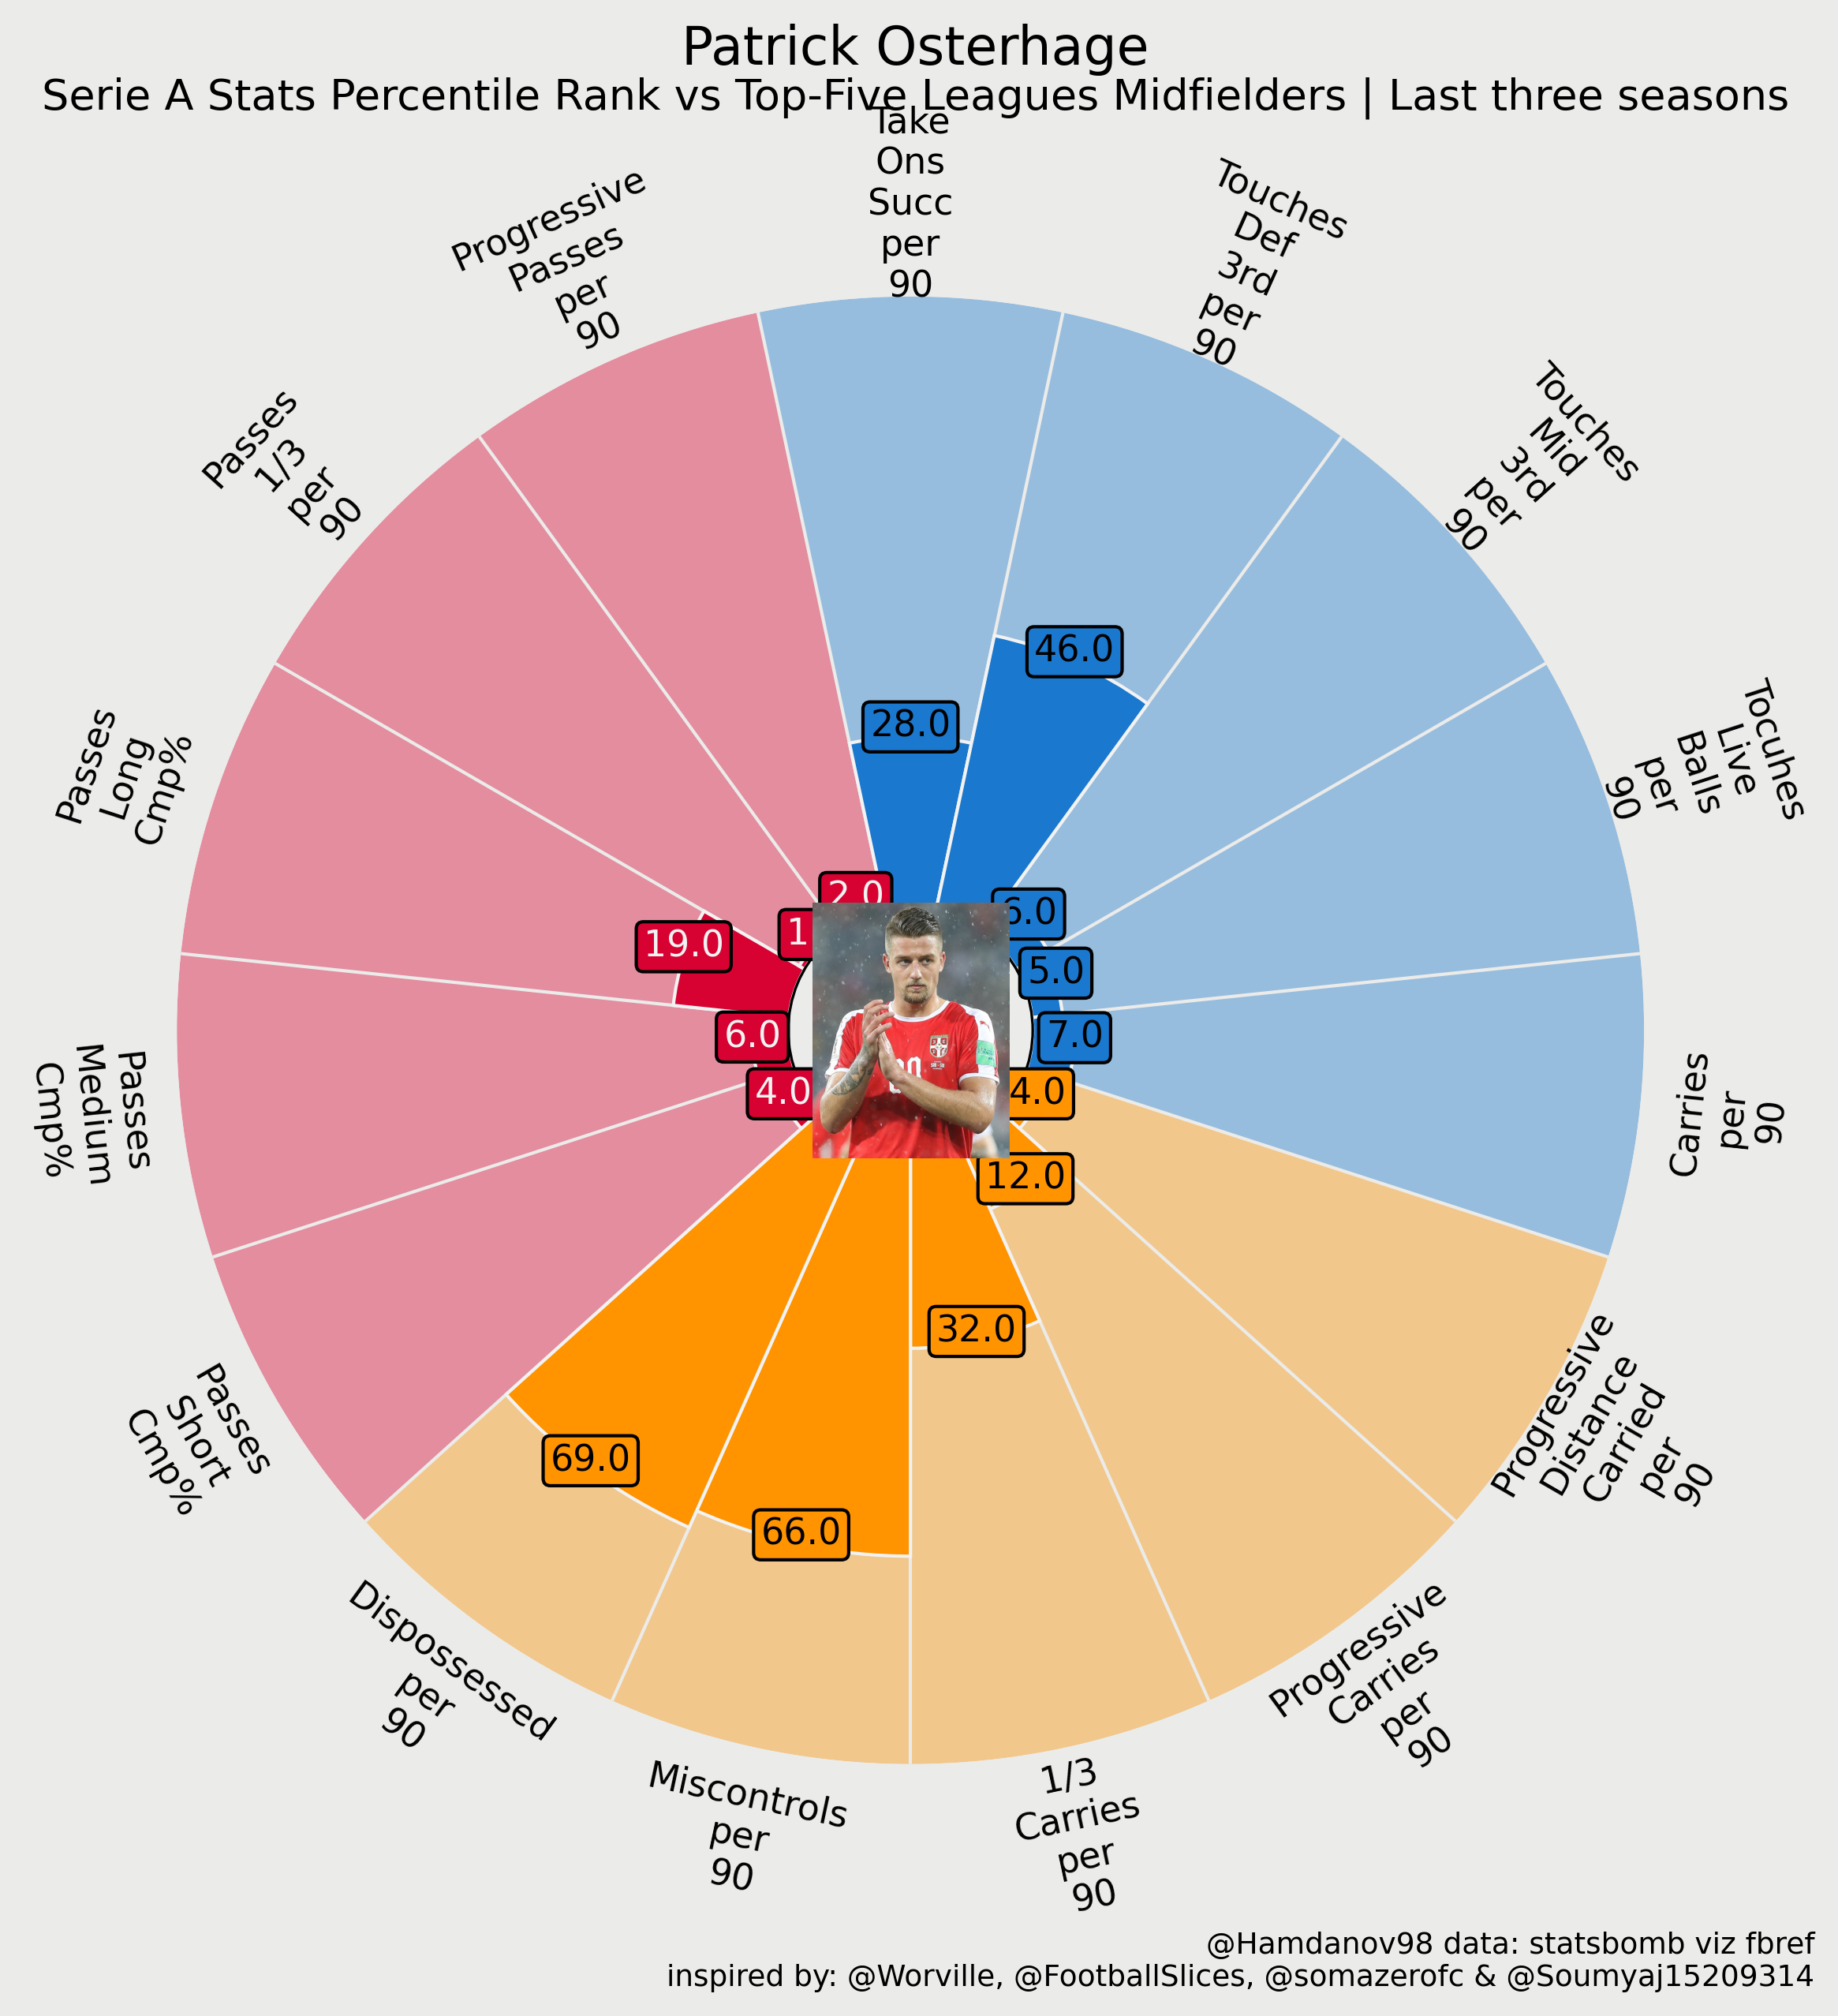 Patrick Osterhage
Serie A Stats Percentile Rank vs Top-Five Leagues Midfielders | Last three seasons
Take
Ons
Succ
per
90
Touches
Def
3rd
per
90
Touches
Mid
3rd
per
90
Tocuhes
Live
Balls
per
90
Carries
per
90
Progressive
Distance
Carried
per
90
Progressive
Carries
per
90
1/3
Carries
per
90
Miscontrols
per
90
Dispossessed
per
90
Passes
Short
Cmp%
Passes
Medium
Cmp%
Passes
Long
Cmp%
Passes
1/3
per
90
Progressive
Passes
per
90
28.0
46.0
6.0
5.0
7.0
4.0
12.0
32.0
66.0
69.0
4.0
6.0
19.0
1
2.0
@Hamdanov98 data: statsbomb viz fbref
inspired by: @Worville, @FootballSlices, @somazerofc & @Soumyaj15209314